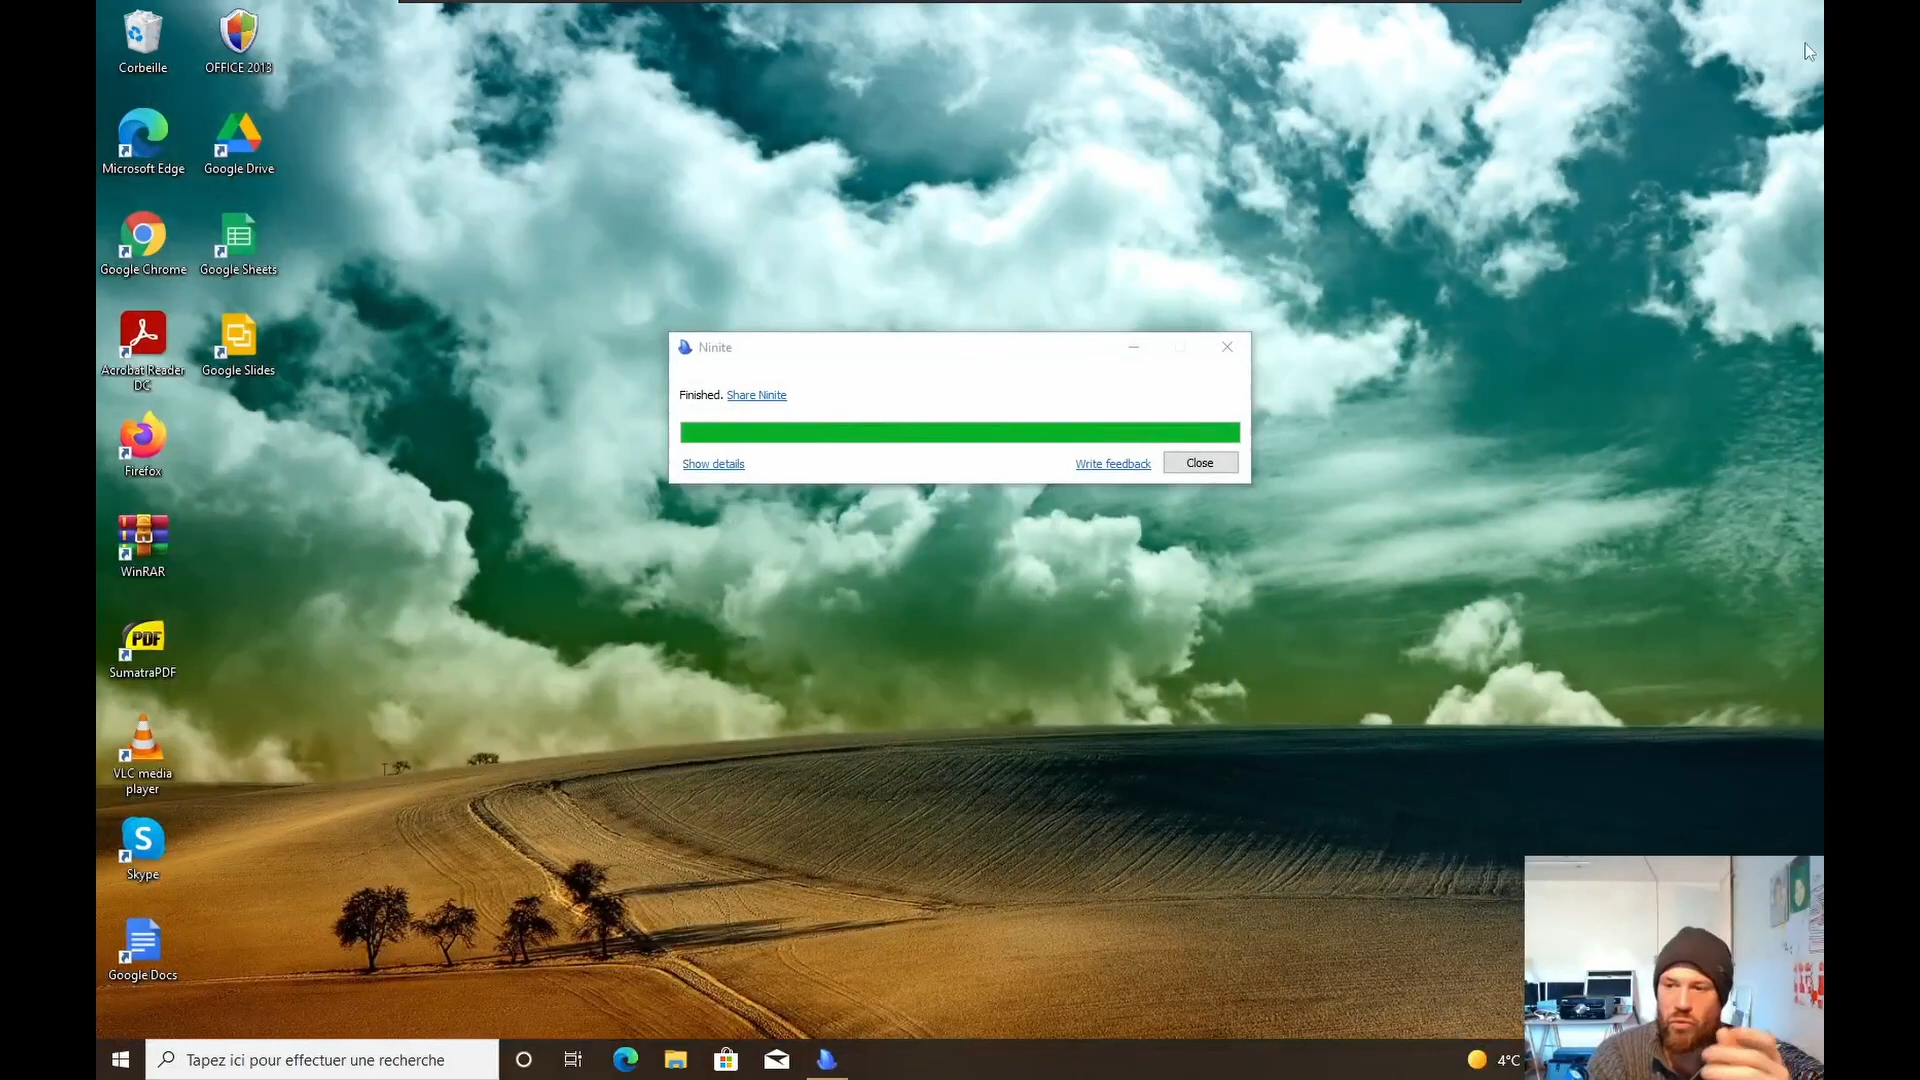 Corbeille
OFFICE 2013
Microsoft Edge
Google Drive
Google Chrome
Google Sheets
Acrobat Reader
DC
Google Slides
Firefox
WinRAR
PDF
SumatraPDF
VLC media
player
S
Skype
Google Docs
Ninite
Finished. Share Ninite
Show details
Write feedback
Close
Tapez ici pour effectuer une recherche
4°C